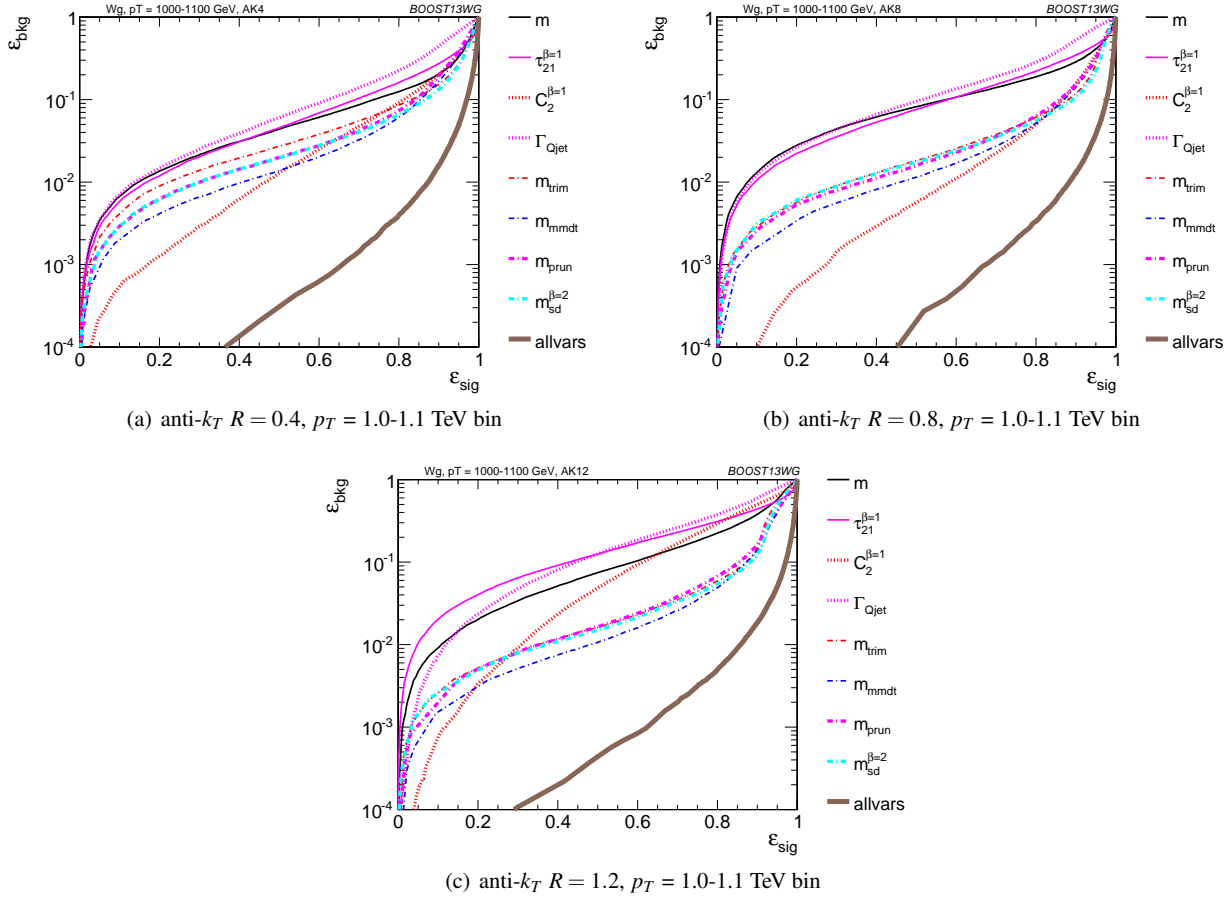 Wg, pT = 1000-1100 GeV, AK4 BOOST13WG
ε_bkg
1
10^-1
10^-2
10^-3
10^-4
0 0.2 0.4 0.6 0.8 1
ε_sig
m
τ_21^β=1
C_2^β=1
Γ_Qjet
m_trim
m_mmdt
m_prun
m_sd^β=2
allvars
(a) anti-k_T R = 0.4, p_T = 1.0-1.1 TeV bin
Wg, pT = 1000-1100 GeV, AK8 BOOST13WG
ε_bkg
1
10^-1
10^-2
10^-3
10^-4
0 0.2 0.4 0.6 0.8 1
ε_sig
m
τ_21^β=1
C_2^β=1
Γ_Qjet
m_trim
m_mmdt
m_prun
m_sd^β=2
allvars
(b) anti-k_T R = 0.8, p_T = 1.0-1.1 TeV bin
Wg, pT = 1000-1100 GeV, AK12 BOOST13WG
ε_bkg
1
10^-1
10^-2
10^-3
10^-4
0 0.2 0.4 0.6 0.8 1
ε_sig
m
τ_21^β=1
C_2^β=1
Γ_Qjet
m_trim
m_mmdt
m_prun
m_sd^β=2
allvars
(c) anti-k_T R = 1.2, p_T = 1.0-1.1 TeV bin